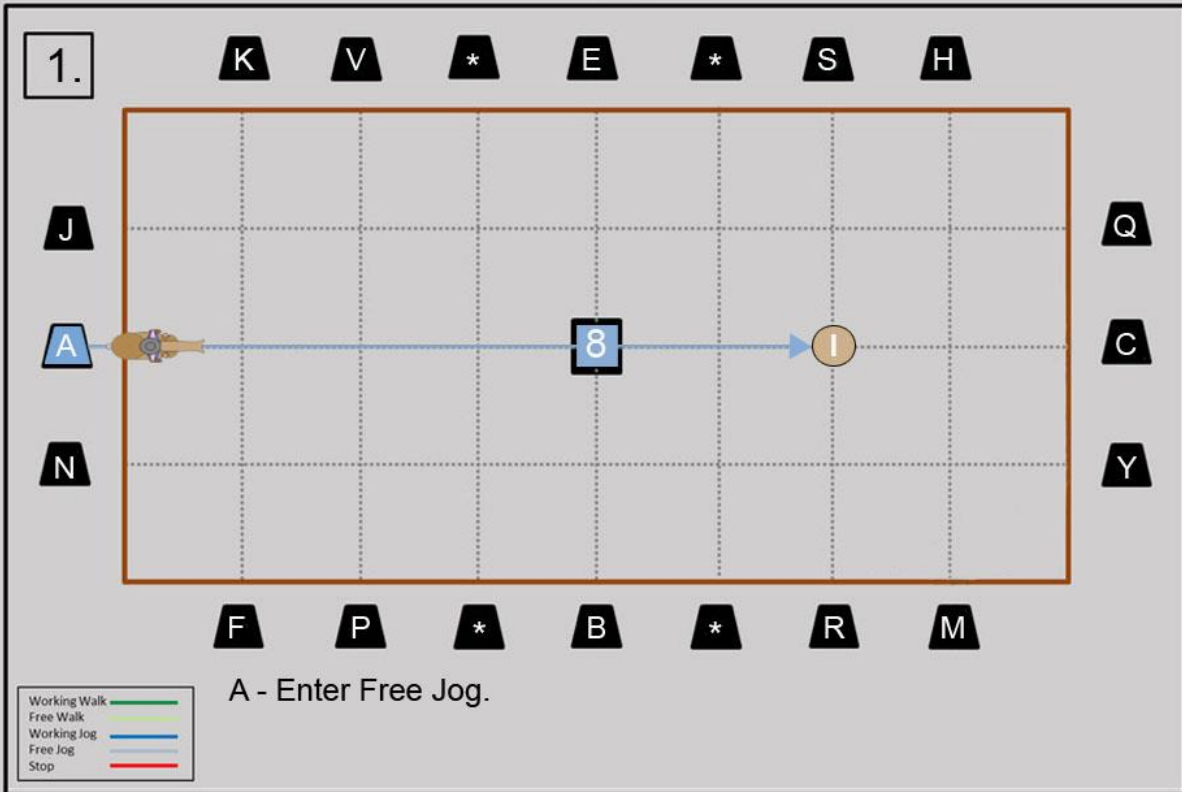 1.
K V * E * S H
J Q
A 8 I C
N Y
F P * B * R M
A - Enter Free Jog.
Working Walk
Free Walk
Working Jog
Free Jog
Stop